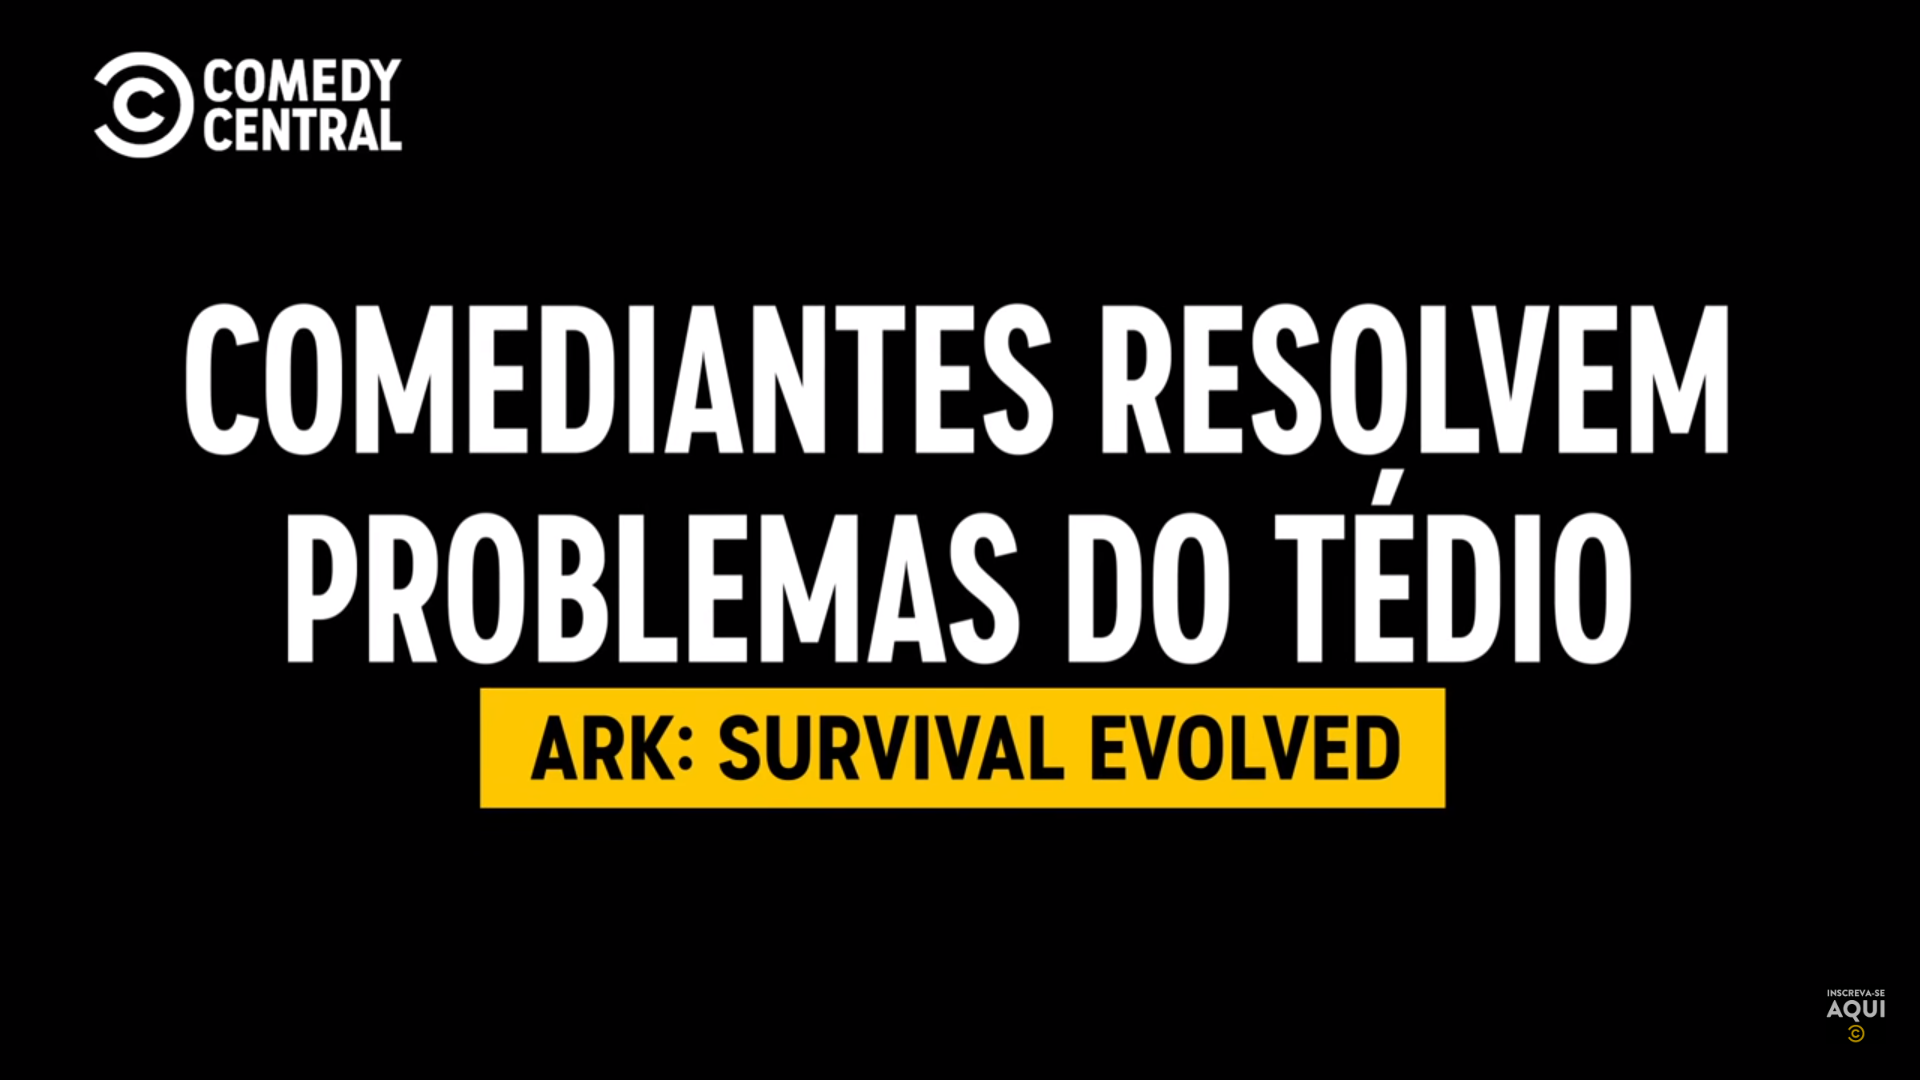 COMEDY
CENTRAL
COMEDIANTES RESOLVEM
PROBLEMAS DO TÉDIO
ARK: SURVIVAL EVOLVED
INSCREVA-SE
AQUI